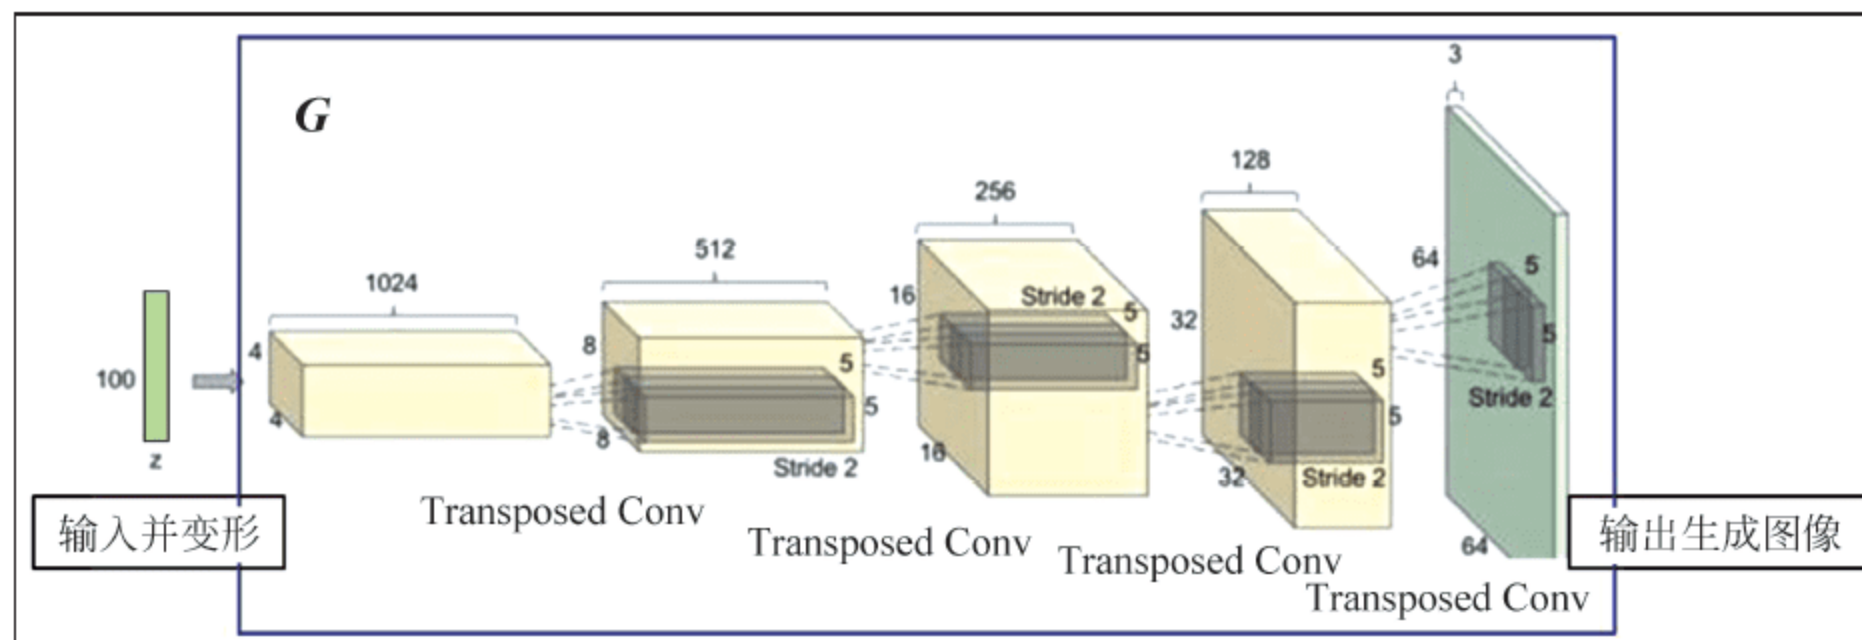 G
100
z
输入并变形
1024
4
4
Transposed Conv
512
8
8
5
5
Stride 2
Transposed Conv
256
16
16
Stride 2
5
5
Transposed Conv
128
32
32
5
5
Stride 2
Transposed Conv
3
64
64
5
5
Stride 2
输出生成图像